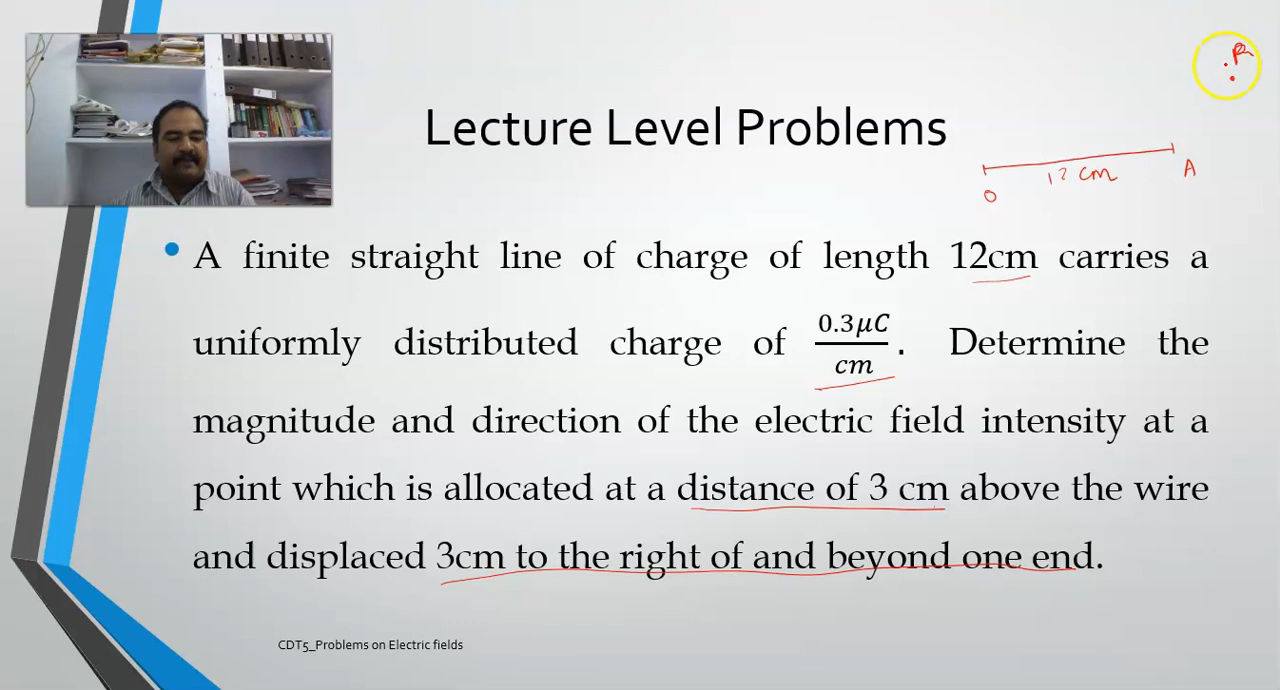 Lecture Level Problems
12 cm
O
A
A finite straight line of charge of length 12cm carries a
uniformly distributed charge of 0.3μC/cm. Determine the
magnitude and direction of the electric field intensity at a
point which is allocated at a distance of 3 cm above the wire
and displaced 3cm to the right of and beyond one end.
CDT5_Problems on Electric fields